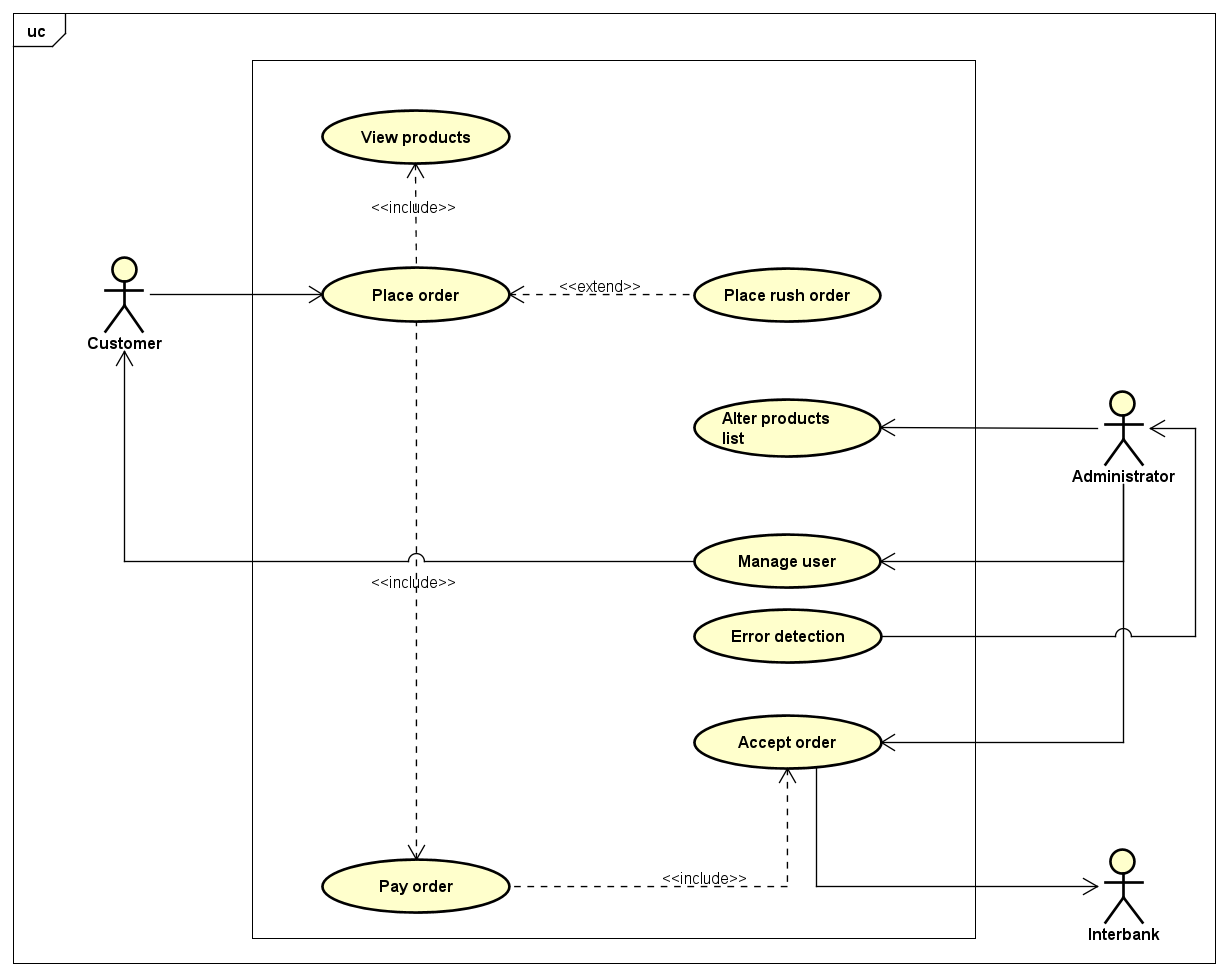 uc
View products
<<include>>
Place order
<<extend>>
Place rush order
Customer
Alter products
list
Administrator
Manage user
<<include>>
Error detection
Accept order
<<include>>
Pay order
Interbank